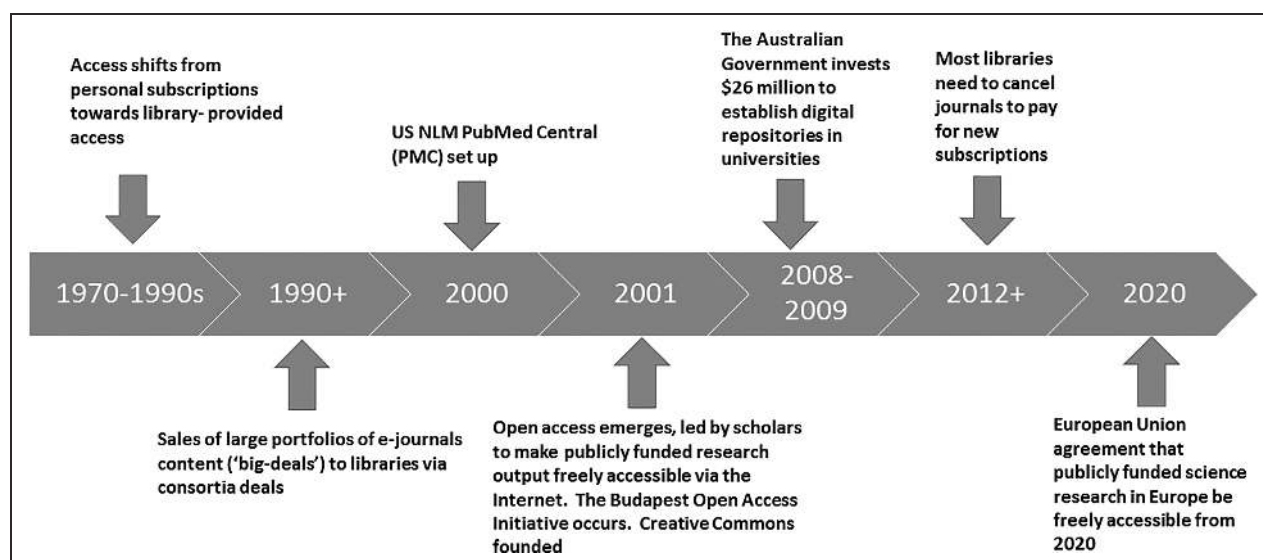 Access shifts from
personal subscriptions
towards library- provided
access
US NLM PubMed Central
(PMC) set up
The Australian
Government invests
$26 million to
establish digital
repositories in
universities
Most libraries
need to cancel
journals to pay
for new
subscriptions
1970-1990s
1990+
2000
2001
2008-
2009
2012+
2020
Sales of large portfolios of e-journals
content (‘big-deals’) to libraries via
consortia deals
Open access emerges, led by scholars
to make publicly funded research
output freely accessible via the
Internet.  The Budapest Open Access
Initiative occurs.  Creative Commons
founded
European Union
agreement that
publicly funded science
research in Europe be
freely accessible from
2020